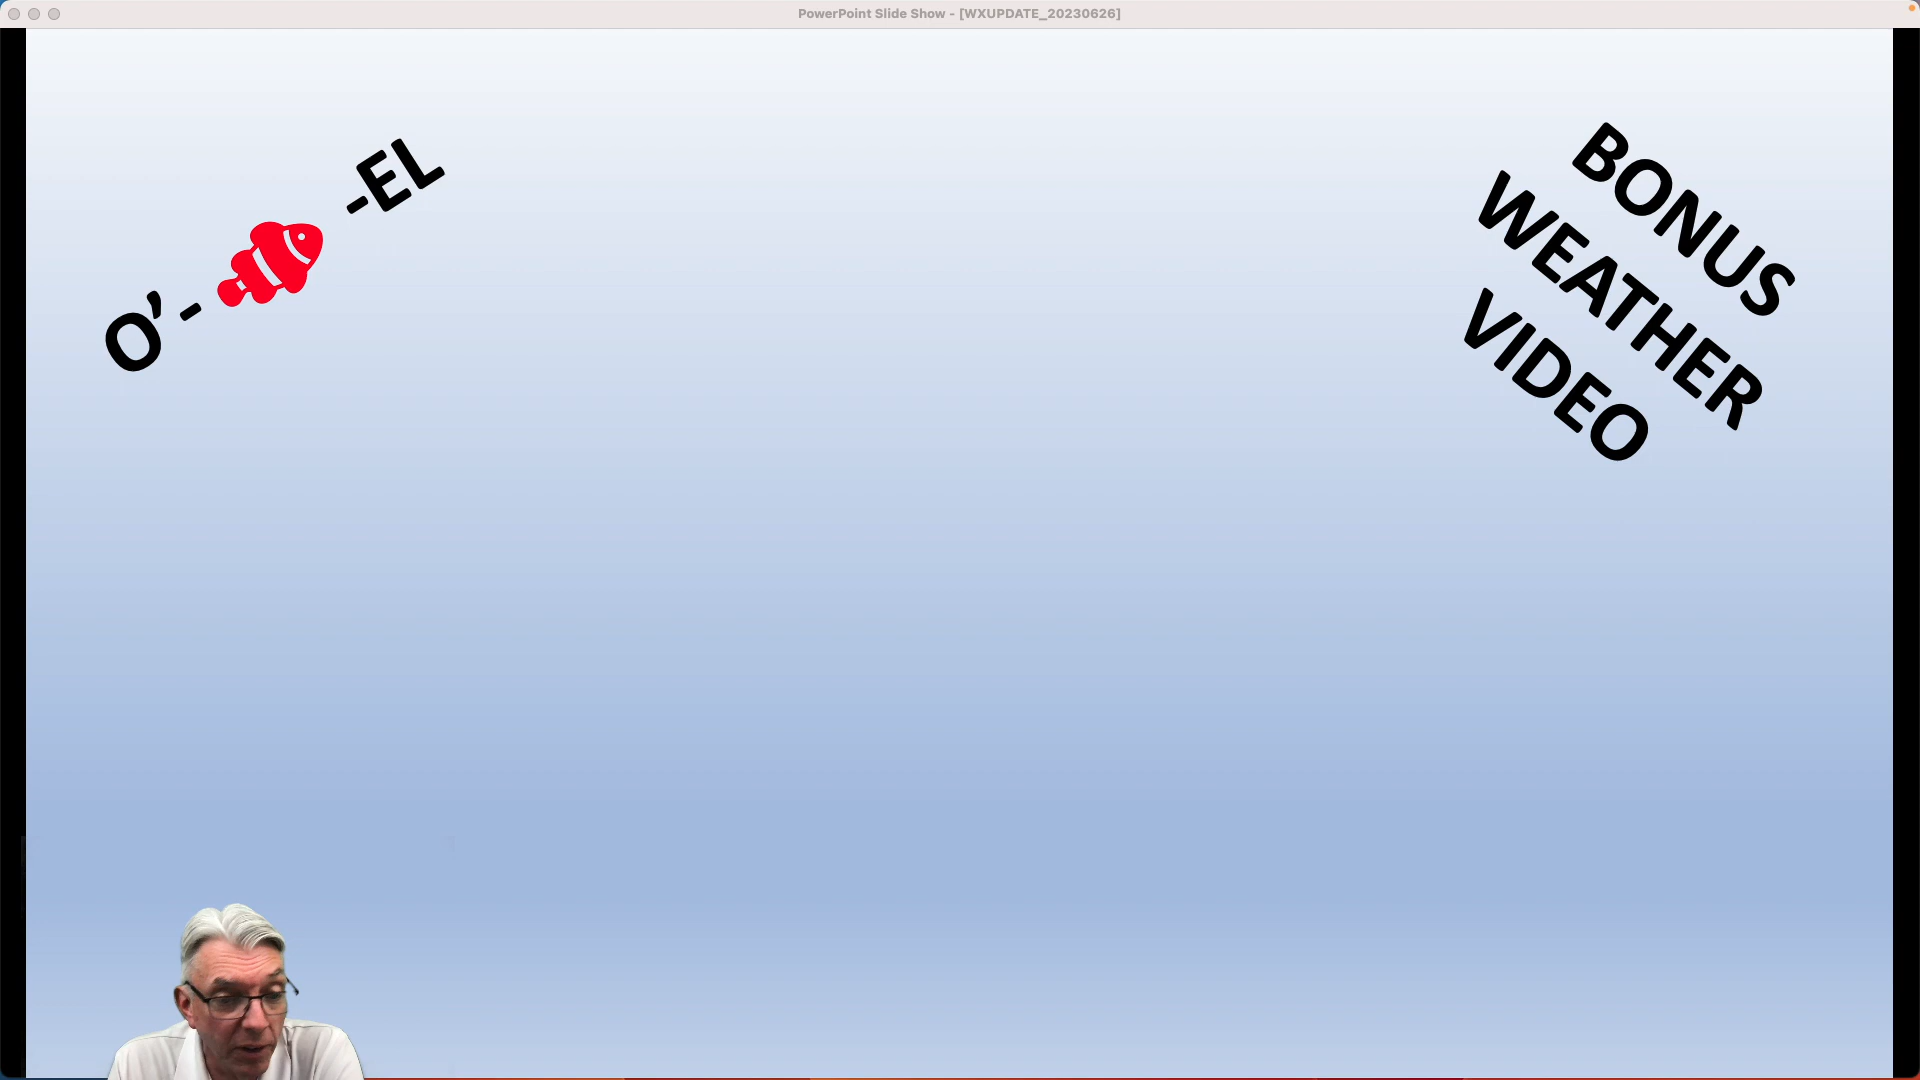 PowerPoint Slide Show - [WXUPDATE_20230626]
O’- -EL
BONUS
WEATHER
VIDEO